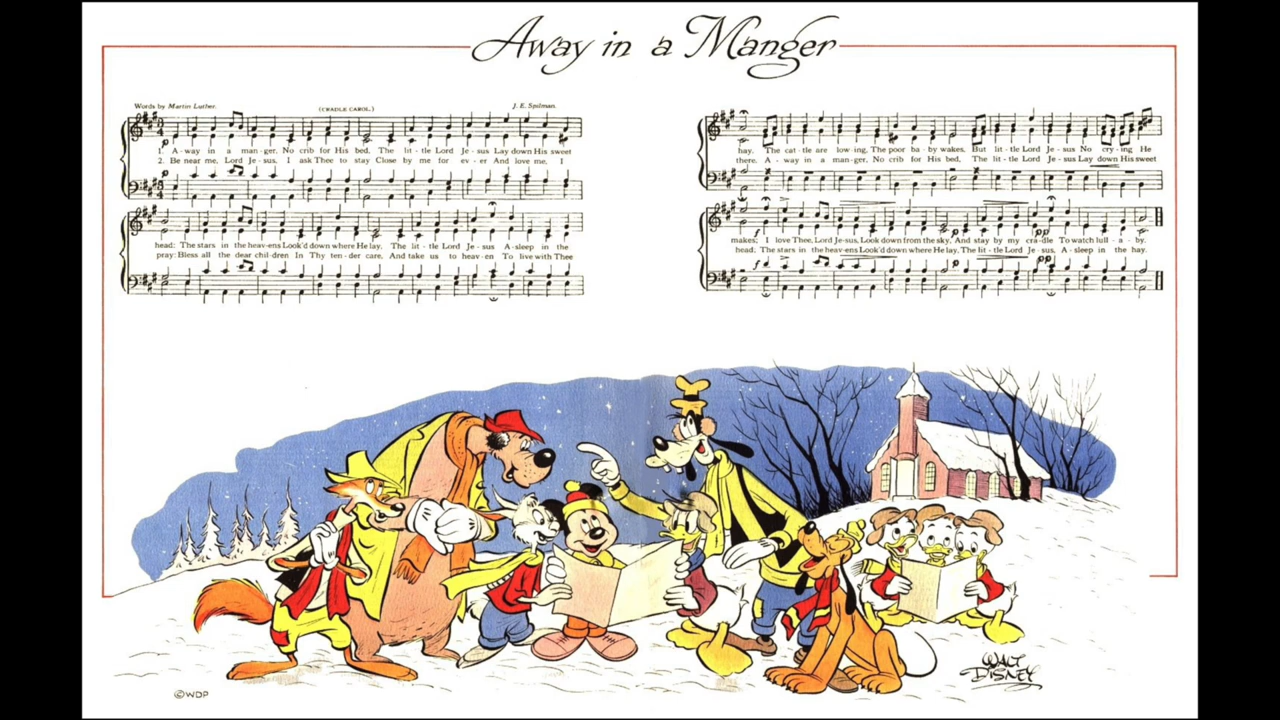 Away in a Manger
Words by Martin Luther.
(CRADLE CAROL.)
J. E. Spilman.
1. A-way in a man-ger, No crib for His bed, The lit-tle Lord Je-sus Lay down His sweet
2. Be near me, Lord Je-sus, I ask Thee to stay Close by me for ev-er And love me, I
head: The stars in the heav-ens Look'd down where He lay, The lit-tle Lord Je-sus A-sleep in the
pray: Bless all the dear chil-dren In Thy ten-der care, And take us to heav-en To live with Thee
hay. The cat-tle are low-ing, The poor ba-by wakes, But lit-tle Lord Je-sus No cry-ing He
there. A-way in a man-ger, No crib for His bed, The lit-tle Lord Je-sus Lay down His sweet
makes; I love Thee, Lord Je-sus, Look down from the sky, And stay by my cra-dle To watch lull-a-by.
head; The stars in the heav-ens Look'd down where He lay, The lit-tle Lord Je-sus, A-sleep in the hay.
©WDP
WALT
DISNEY